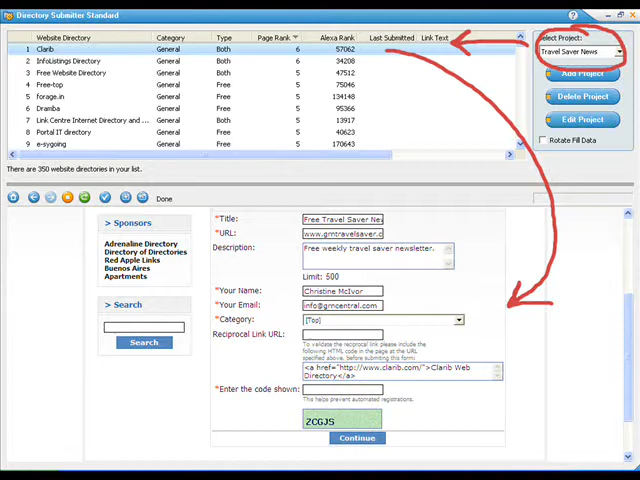 Directory Submitter Standard
Website Directory Category Type Page Rank Alexa Rank Last Submitted Link Text
1 Clarib General Both 6 57062
2 InfoListings Directory General Both 6 34208
3 Free Website Directory General Both 5 47512
4 Free-top General Free 5 75046
5 forage.in General Free 5 134148
6 Dramba General Free 5 95366
7 Link Centre Internet Directory and ... General Both 5 13917
8 Portal IT directory General Free 5 40623
9 e-sygoing General Free 5 170643
There are 350 website directories in your list.
Select Project:
Travel Saver News
Add Project
Delete Project
Edit Project
Rotate Fill Data
Done
> Sponsors
Adrenaline Directory
Directory of Directories
Red Apple Links
Buenos Aires
Apartments
> Search
Search
*Title: Free Travel Saver Nev
*URL: www.gmtravelsaver.c
Description: Free weekly travel saver newsletter.
Limit: 500
*Your Name: Christine McIvor
*Your Email: info@gmcentral.com
*Category: [Top]
Reciprocal Link URL:
To validate the reciprocal link please include the
following HTML code in the page at the URL
specified above, before submiting this form:
<a href="http://www.clarib.com/">Clarib Web
Directory</a>
*Enter the code shown:
This helps prevent automated registrations.
ZCGJS
Continue